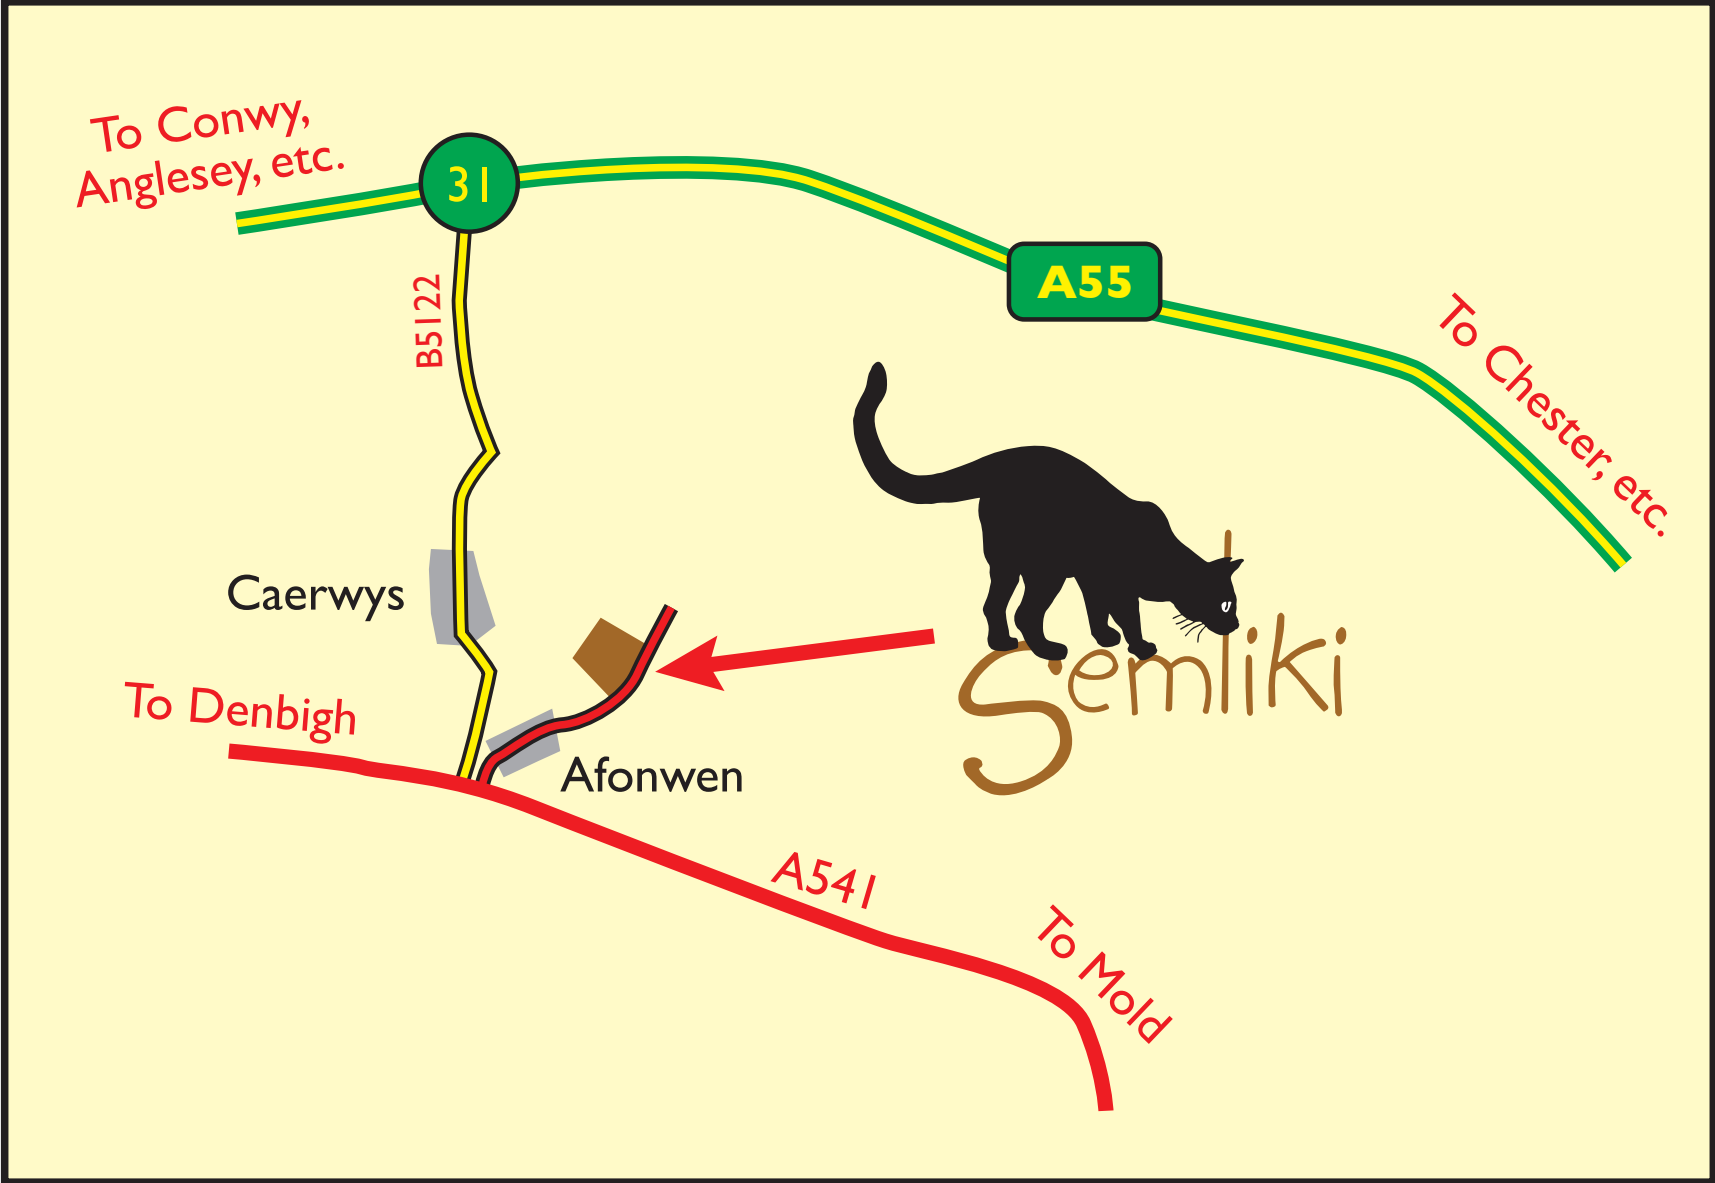 To Conwy,
Anglesey, etc.
31
A55
B5122
To Chester, etc.
Caerwys
Semliki
To Denbigh
Afonwen
A541
To Mold